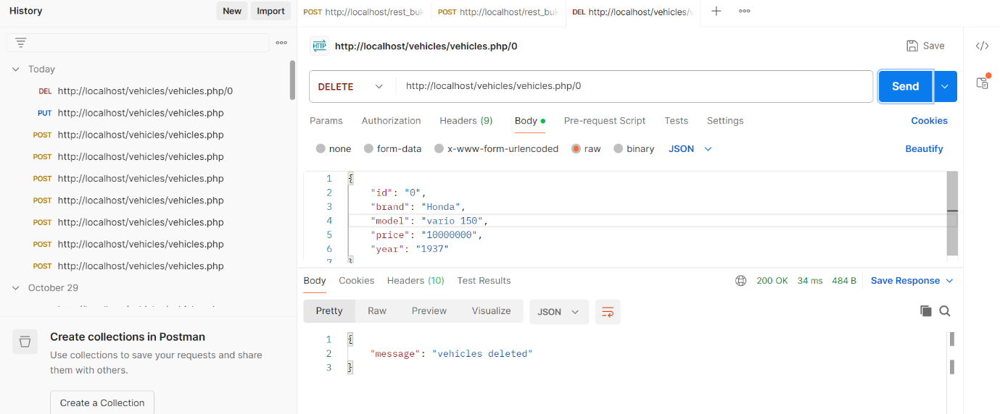 History
New
Import
POST http://localhost/rest_buk
POST http://localhost/rest_buk
DEL http://localhost/vehicles/v
HTTP http://localhost/vehicles/vehicles.php/0
Save
Today
DEL http://localhost/vehicles/vehicles.php/0
PUT http://localhost/vehicles/vehicles.php
POST http://localhost/vehicles/vehicles.php
POST http://localhost/vehicles/vehicles.php
POST http://localhost/vehicles/vehicles.php
POST http://localhost/vehicles/vehicles.php
POST http://localhost/vehicles/vehicles.php
POST http://localhost/vehicles/vehicles.php
POST http://localhost/vehicles/vehicles.php
October 29
Create collections in Postman
Use collections to save your requests and share
them with others.
Create a Collection
DELETE http://localhost/vehicles/vehicles.php/0 Send
Params Authorization Headers (9) Body Pre-request Script Tests Settings Cookies
none form-data x-www-form-urlencoded raw binary JSON Beautify
1 {
2 "id": "0",
3 "brand": "Honda",
4 "model": "vario 150",
5 "price": "10000000",
6 "year": "1937"
7 }
Body Cookies Headers (10) Test Results 200 OK 34 ms 484 B Save Response
Pretty Raw Preview Visualize JSON
1 {
2 "message": "vehicles deleted"
3 }